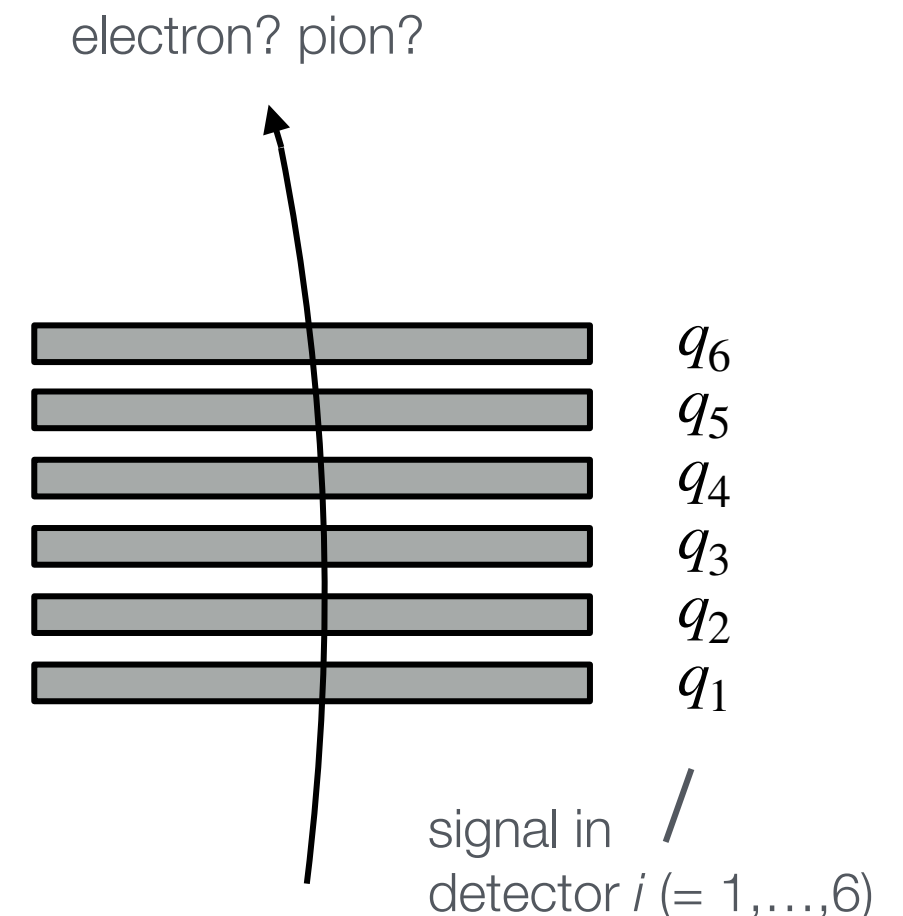 electron? pion?
q₆
q₅
q₄
q₃
q₂
q₁
signal in
detector i (= 1,…,6)